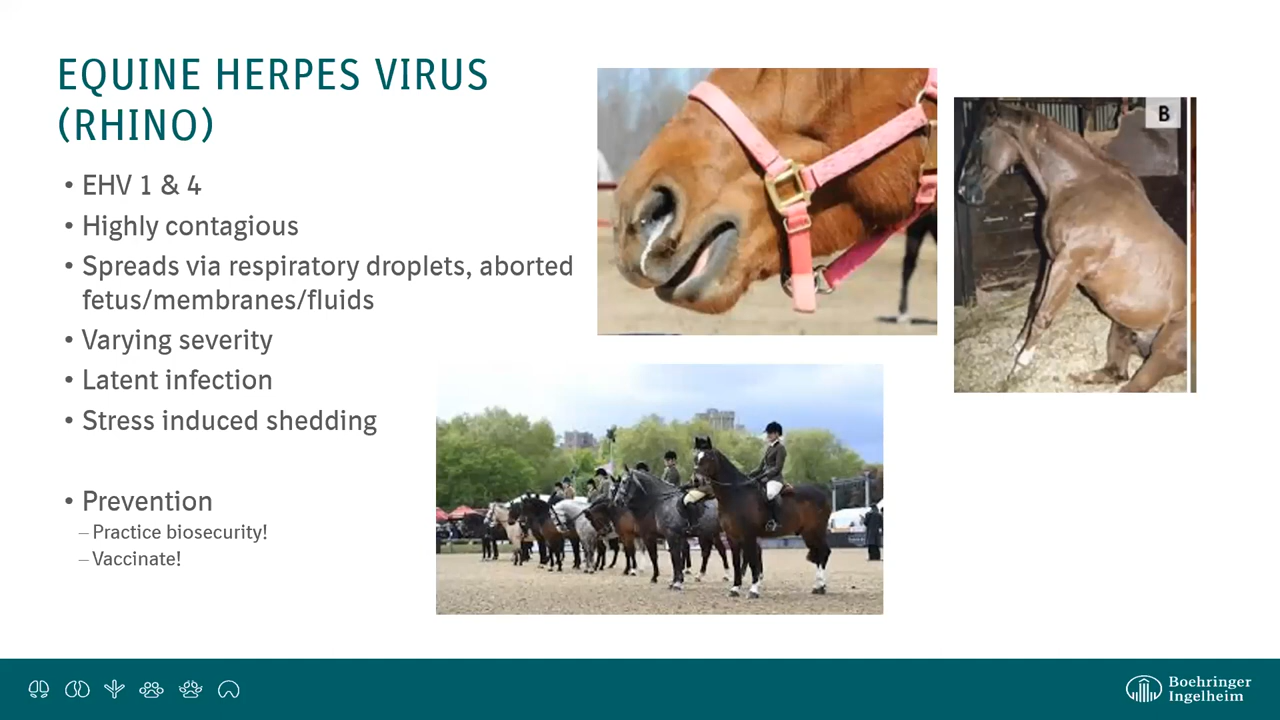 EQUINE HERPES VIRUS
(RHINO)
• EHV 1 & 4
• Highly contagious
• Spreads via respiratory droplets, aborted
fetus/membranes/fluids
• Varying severity
• Latent infection
• Stress induced shedding
• Prevention
– Practice biosecurity!
– Vaccinate!
B
Boehringer
Ingelheim